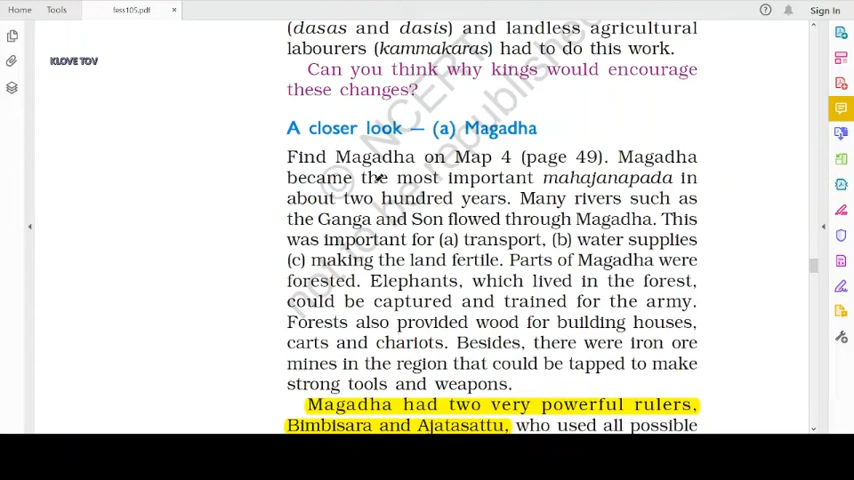 Home Tools less105.pdf × Sign In
(dasas and dasis) and landless agricultural
labourers (kammakaras) had to do this work.
KLOVE TOV
Can you think why kings would encourage
these changes?
A closer look — (a) Magadha
Find Magadha on Map 4 (page 49). Magadha
became the most important mahajanapada in
about two hundred years. Many rivers such as
the Ganga and Son flowed through Magadha. This
was important for (a) transport, (b) water supplies
(c) making the land fertile. Parts of Magadha were
forested. Elephants, which lived in the forest,
could be captured and trained for the army.
Forests also provided wood for building houses,
carts and chariots. Besides, there were iron ore
mines in the region that could be tapped to make
strong tools and weapons.
Magadha had two very powerful rulers,
Bimbisara and Ajatasattu, who used all possible
© NCERT
not to be republished